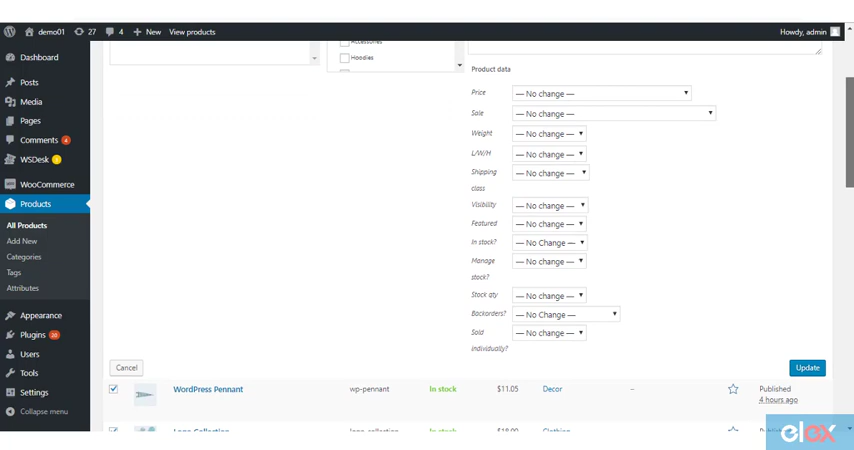 demo01 27 4 New View products Howdy, admin
Dashboard
Posts
Media
Pages
Comments 4
WSDesk
WooCommerce
Products
All Products
Add New
Categories
Tags
Attributes
Appearance
Plugins 20
Users
Tools
Settings
Collapse menu
Accessories
Hoodies
Product data
Price — No change —
Sale — No change —
Weight — No change —
L/W/H — No change —
Shipping class — No change —
Visibility — No change —
Featured — No change —
In stock? — No Change —
Manage stock? — No change —
Stock qty — No change —
Backorders? — No Change —
Sold individually? — No change —
Cancel Update
WordPress Pennant wp-pennant In stock $11.05 Decor – Published
4 hours ago
Logo Collection logo-collection In stock $18.00 Clothing
elex